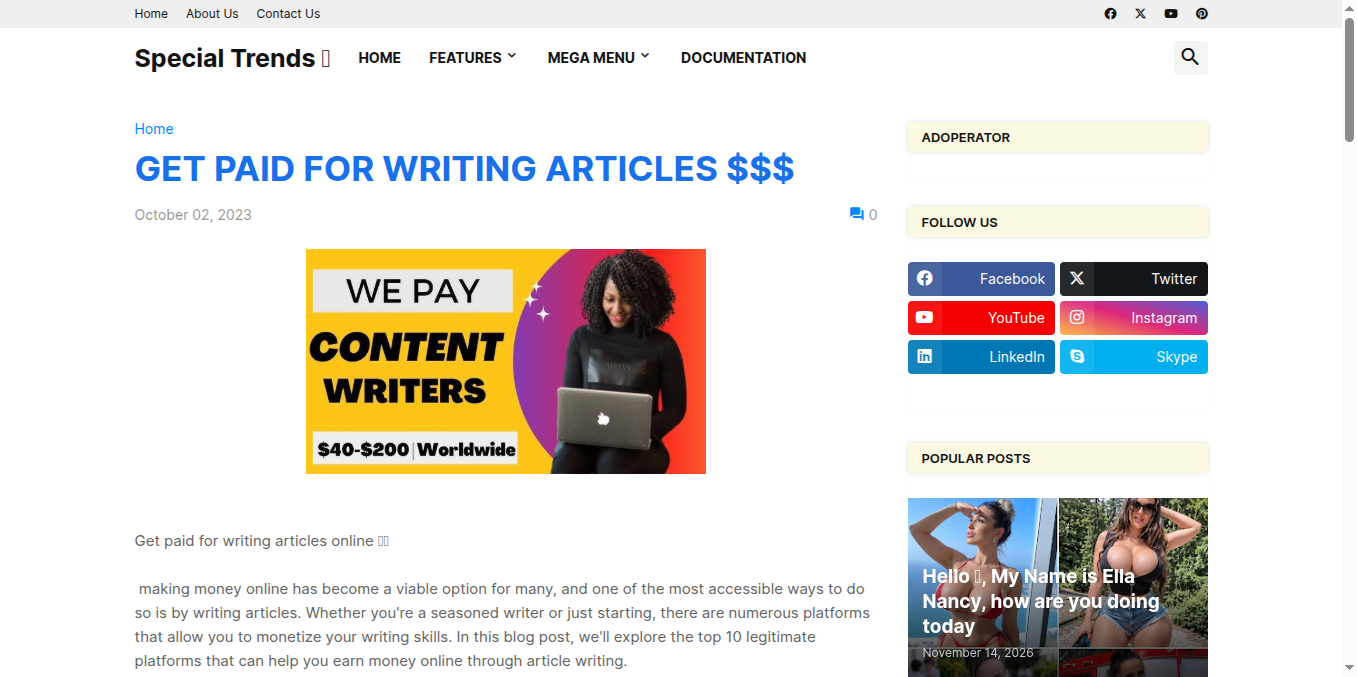 Home About Us Contact Us
Special Trends
HOME FEATURES MEGA MENU DOCUMENTATION
Home
GET PAID FOR WRITING ARTICLES $$$
October 02, 2023
0
WE PAY
CONTENT
WRITERS
$40-$200|Worldwide
Get paid for writing articles online
making money online has become a viable option for many, and one of the most accessible ways to do
so is by writing articles. Whether you're a seasoned writer or just starting, there are numerous platforms
that allow you to monetize your writing skills. In this blog post, we'll explore the top 10 legitimate
platforms that can help you earn money online through article writing.
ADOPERATOR
FOLLOW US
Facebook
Twitter
YouTube
Instagram
LinkedIn
Skype
POPULAR POSTS
Hello , My Name is Ella
Nancy, how are you doing
today
November 14, 2026